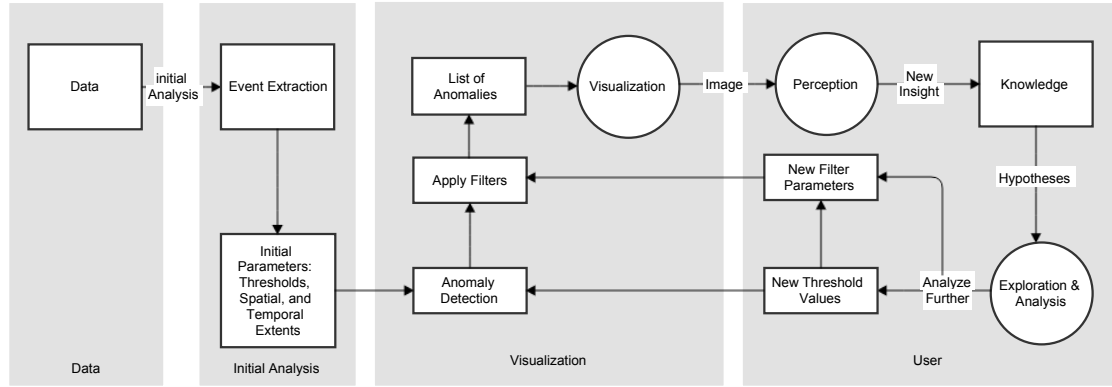 Data
initial
Analysis
Event Extraction
Initial
Parameters:
Thresholds,
Spatial, and
Temporal
Extents
List of
Anomalies
Visualization
Image
Apply Filters
Anomaly
Detection
Perception
New
Insight
Knowledge
Hypotheses
New Filter
Parameters
New Threshold
Values
Analyze
Further
Exploration &
Analysis
Data
Initial Analysis
Visualization
User